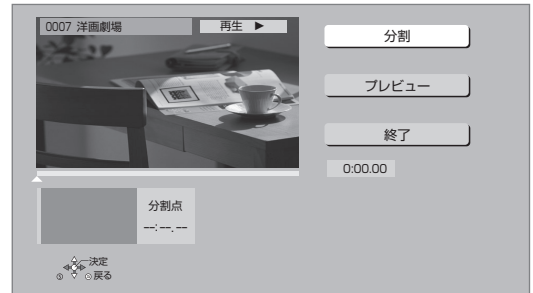 0007 洋画劇場
再生 ▶
分割
プレビュー
終了
0:00.00
分割点
--:--.--
決定
戻る